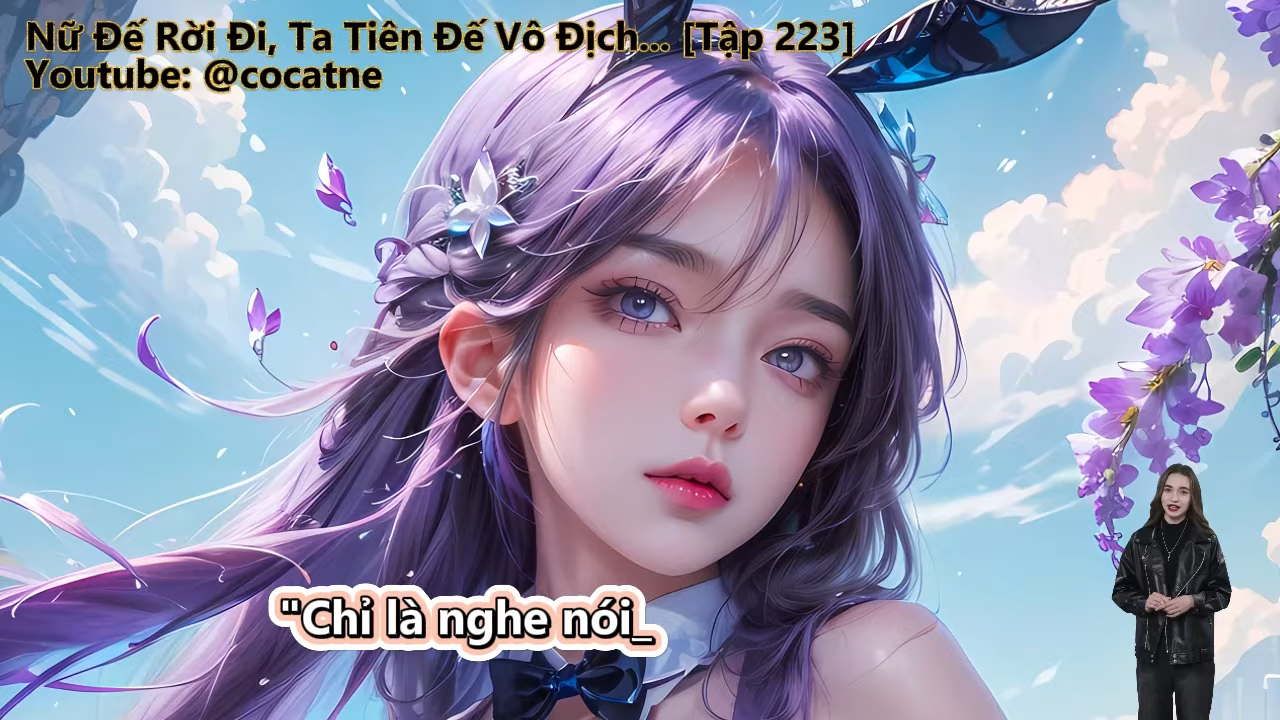 Nữ Đế Rời Đi, Ta Tiên Đế Vô Địch... [Tập 223]
Youtube: @cocatne
"Chỉ là nghe nói_